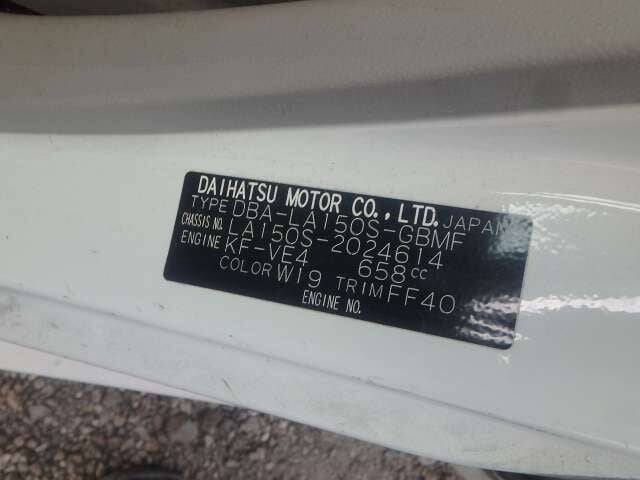 DAIHATSU MOTOR CO., LTD. JAPAN
TYPE DBA-LA150S-GBMF
CHASSIS NO. LA150S-2024614
ENGINE KF-VE4 658cc
COLOR W19 TRIM FF40
ENGINE NO.